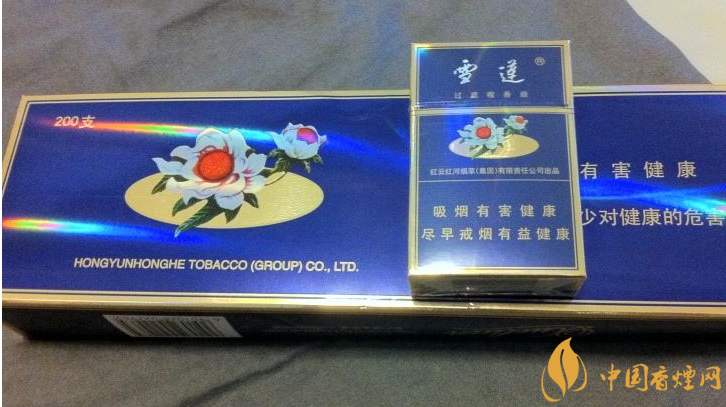 200支
HONGYUNHONGHE TOBACCO (GROUP) CO., LTD.
雪莲®
过滤嘴香烟
红云红河烟草(集团)有限责任公司出品
吸烟有害健康
尽早戒烟有益健康
有害健康
少对健康的危害
中国香烟网